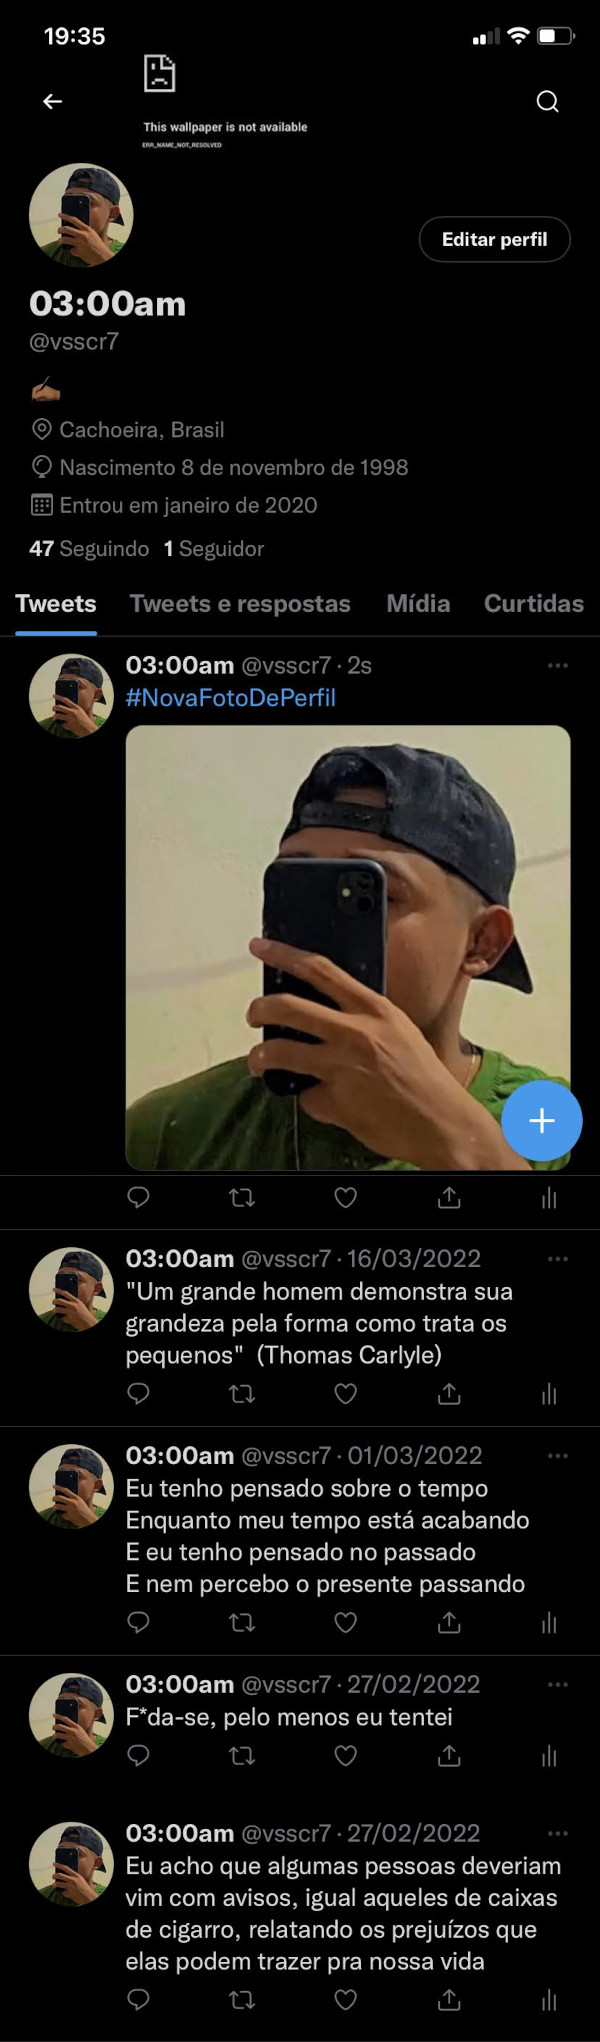 19:35
This wallpaper is not available
ERR_NAME_NOT_RESOLVED
Editar perfil
03:00am
@vsscr7
Cachoeira, Brasil
Nascimento 8 de novembro de 1998
Entrou em janeiro de 2020
47 Seguindo 1 Seguidor
Tweets Tweets e respostas Mídia Curtidas
03:00am @vsscr7 · 2s
#NovaFotoDePerfil
03:00am @vsscr7 · 16/03/2022
"Um grande homem demonstra sua
grandeza pela forma como trata os
pequenos" (Thomas Carlyle)
03:00am @vsscr7 · 01/03/2022
Eu tenho pensado sobre o tempo
Enquanto meu tempo está acabando
E eu tenho pensado no passado
E nem percebo o presente passando
03:00am @vsscr7 · 27/02/2022
F*da-se, pelo menos eu tentei
03:00am @vsscr7 · 27/02/2022
Eu acho que algumas pessoas deveriam
vim com avisos, igual aqueles de caixas
de cigarro, relatando os prejuízos que
elas podem trazer pra nossa vida